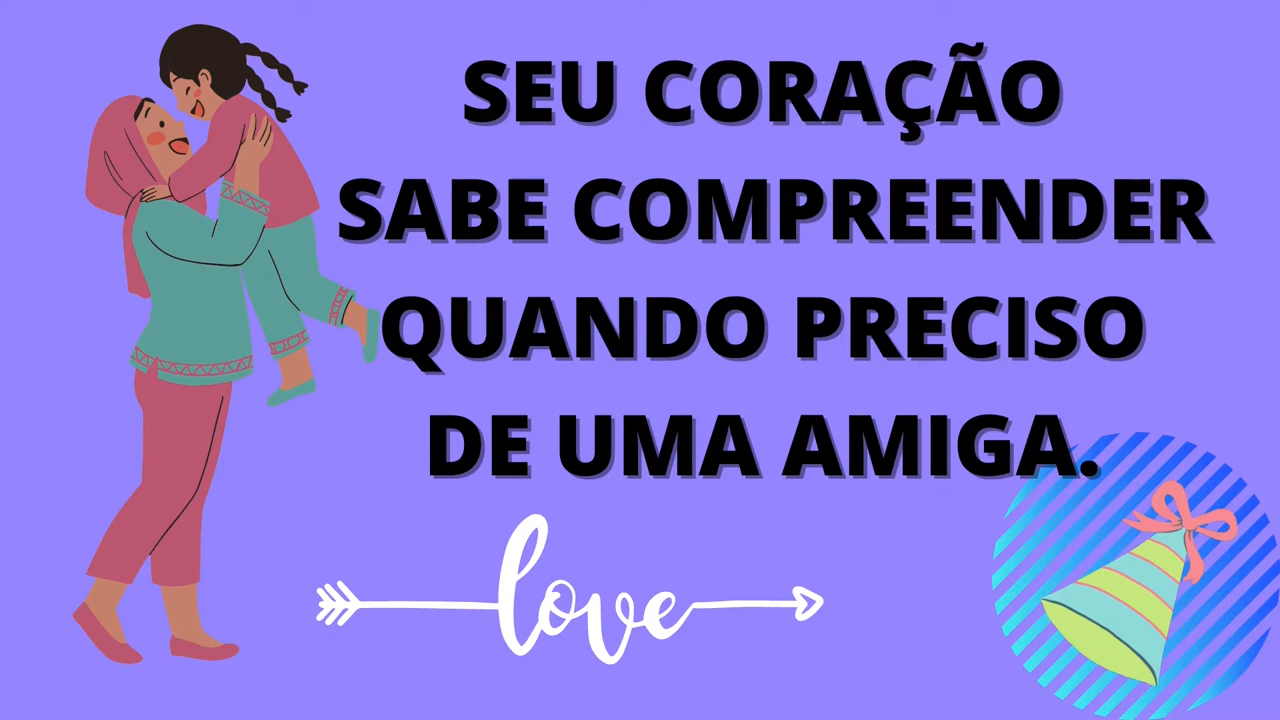 SEU CORAÇÃO
SABE COMPREENDER
QUANDO PRECISO
DE UMA AMIGA.
love